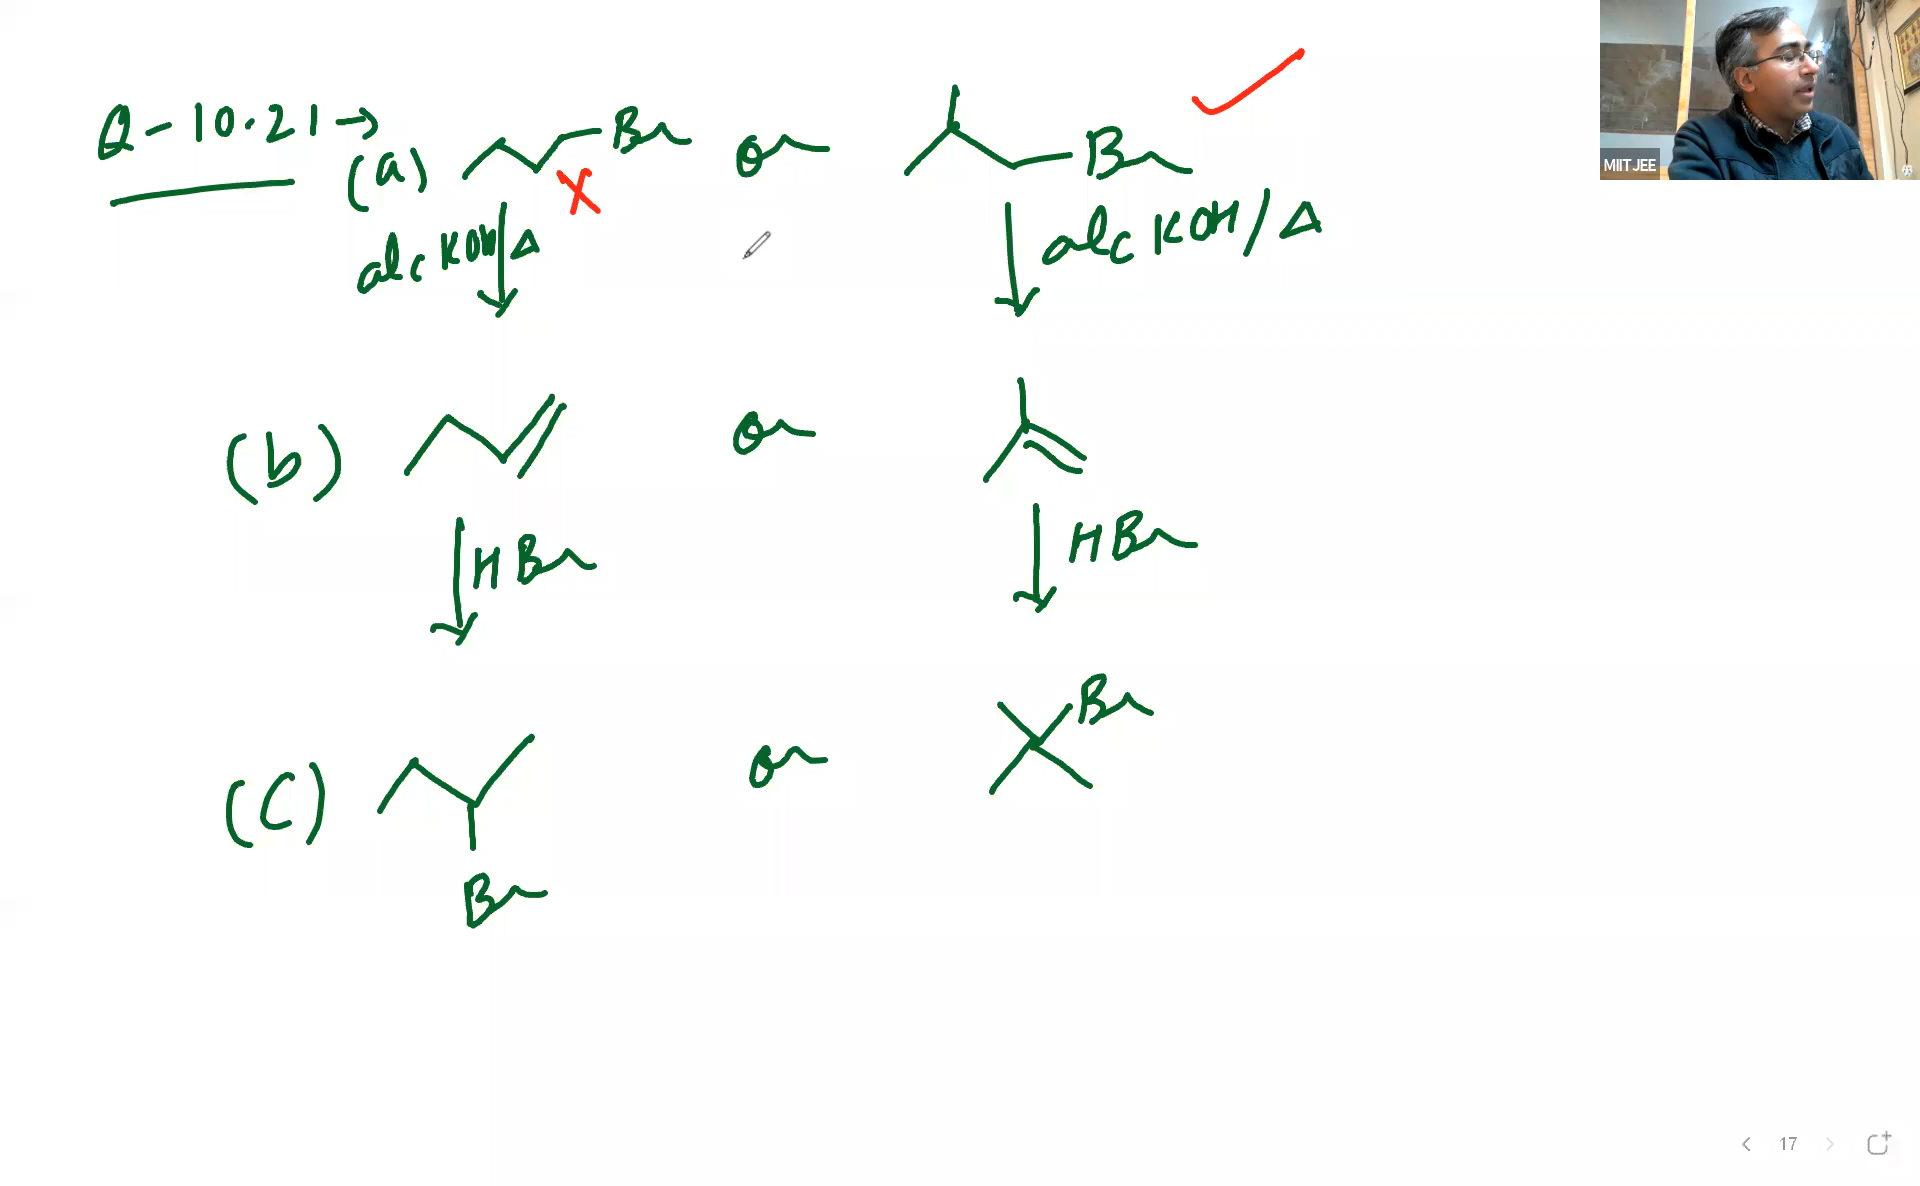 Q-10.21→
(a) Br or Br
MIIT JEE
alc KOH/Δ alc KOH/Δ
(b) or
HBr HBr
(C) or Br
Br
17